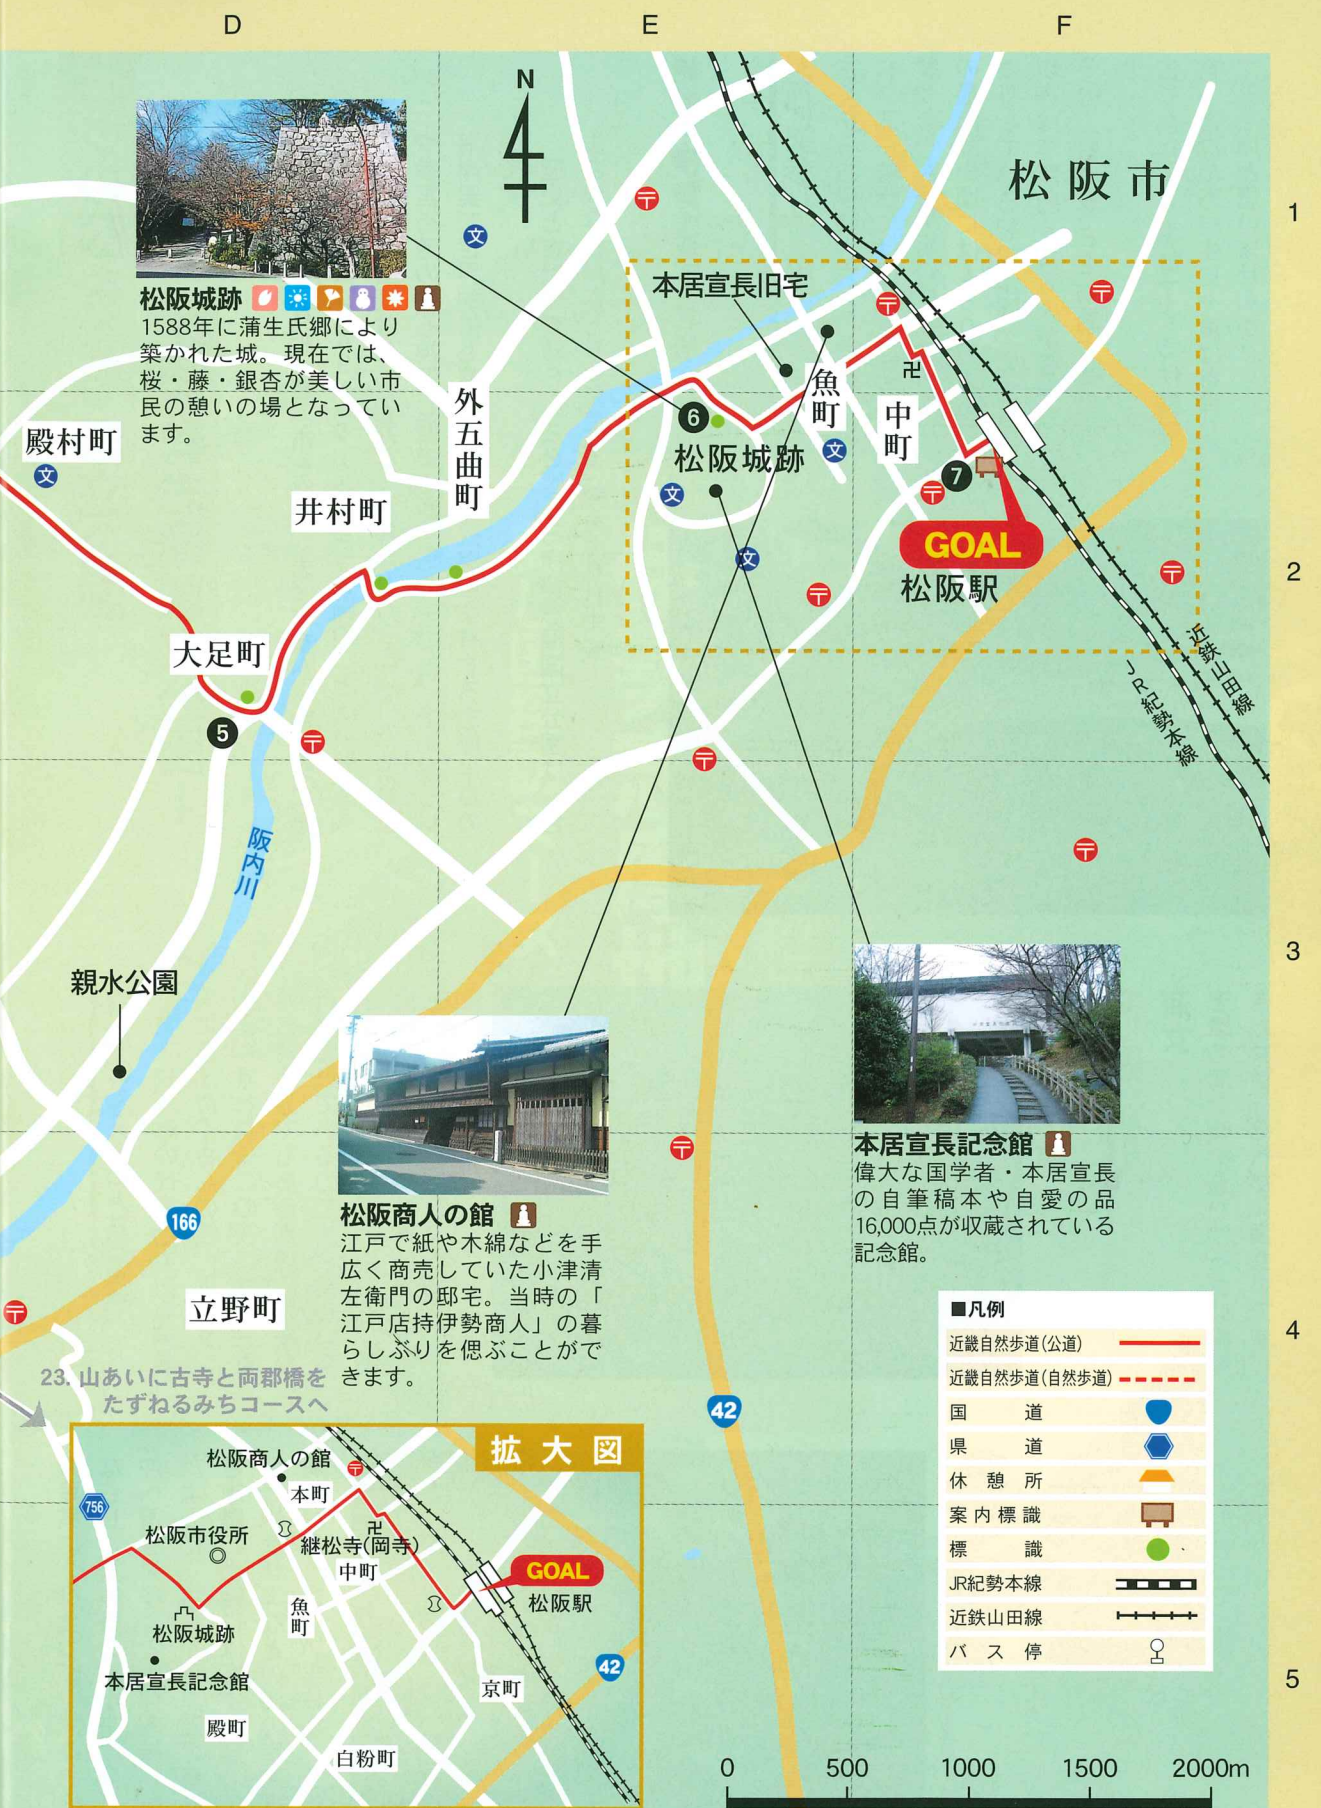 D
E
F
N
松阪市
1
松阪城跡
1588年に蒲生氏郷により
築かれた城。現在では、
桜・藤・銀杏が美しい市
民の憩いの場となってい
ます。
本居宣長旧宅
魚町
中町
外五曲町
殿村町
井村町
6
松阪城跡
7
GOAL
松阪駅
2
大足町
5
近鉄山田線
JR紀勢本線
阪内川
3
親水公園
松阪商人の館
江戸で紙や木綿などを手
広く商売していた小津清
左衛門の邸宅。当時の「
江戸店持伊勢商人」の暮
らしぶりを偲ぶことがで
きます。
本居宣長記念館
偉大な国学者・本居宣長
の自筆稿本や自愛の品
16,000点が収蔵されている
記念館。
166
立野町
4
23. 山あいに古寺と両郡橋を
たずねるみちコースへ
42
■凡例
近畿自然歩道(公道)
近畿自然歩道(自然歩道)
国道
県道
休憩所
案内標識
標識
JR紀勢本線
近鉄山田線
バス停
拡大図
松阪商人の館
本町
756
松阪市役所
継松寺(岡寺)
中町
GOAL
松阪駅
魚町
松阪城跡
本居宣長記念館
42
京町
殿町
白粉町
5
0 500 1000 1500 2000m
文
文
文
文
文